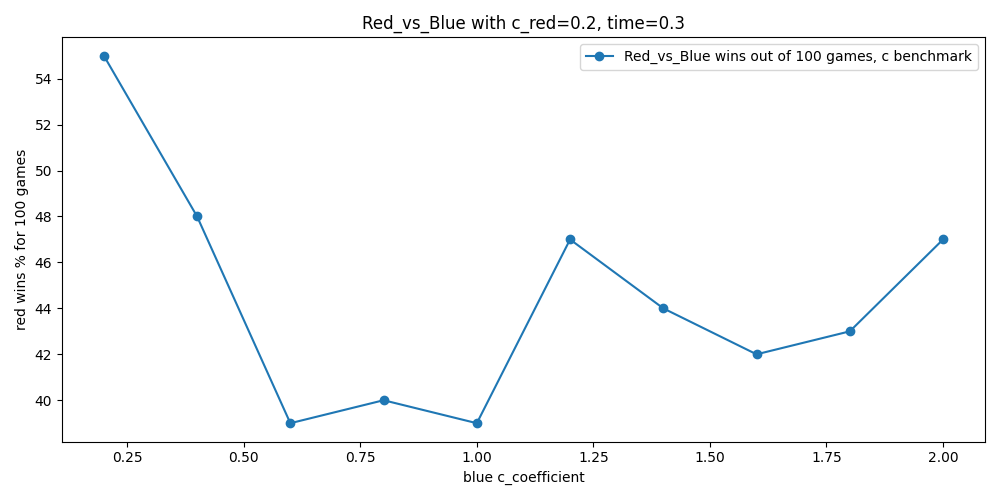 Red_vs_Blue with c_red=0.2, time=0.3
Red_vs_Blue wins out of 100 games, c benchmark
red wins % for 100 games
54
52
50
48
46
44
42
40
0.25 0.50 0.75 1.00 1.25 1.50 1.75 2.00
blue c_coefficient